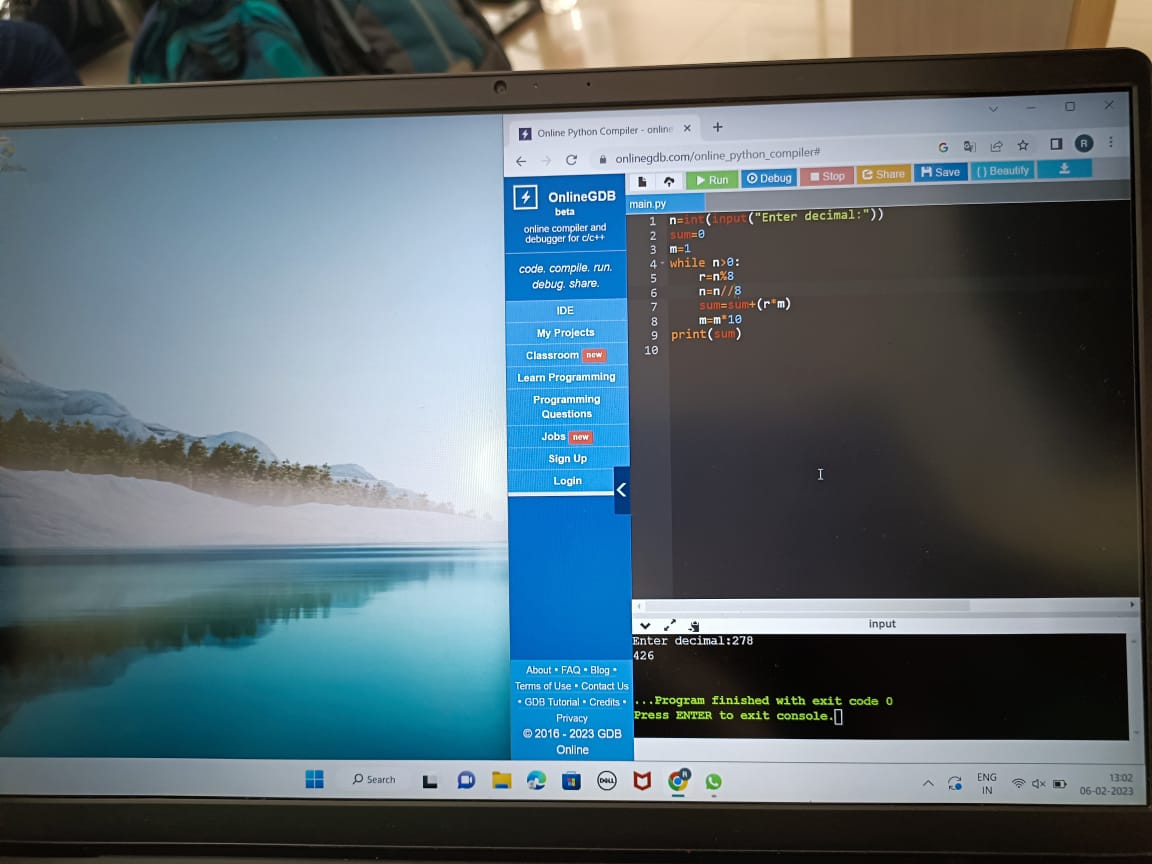 Online Python Compiler - online
onlinegdb.com/online_python_compiler#
G
R
Run
Debug
Stop
Share
Save
{ } Beautify
OnlineGDB
beta
online compiler and
debugger for c/c++
code. compile. run.
debug. share.
IDE
My Projects
Classroom new
Learn Programming
Programming
Questions
Jobs new
Sign Up
Login
main.py
1 n=int(input("Enter decimal:"))
2 sum=0
3 m=1
4 while n>0:
5 r=n%8
6 n=n//8
7 sum=sum+(r*m)
8 m=m*10
9 print(sum)
10
input
Enter decimal:278
426
...Program finished with exit code 0
Press ENTER to exit console.
About • FAQ • Blog •
Terms of Use • Contact Us
• GDB Tutorial • Credits •
Privacy
© 2016 - 2023 GDB
Online
Search
DELL
ENG
IN
13:02
06-02-2023